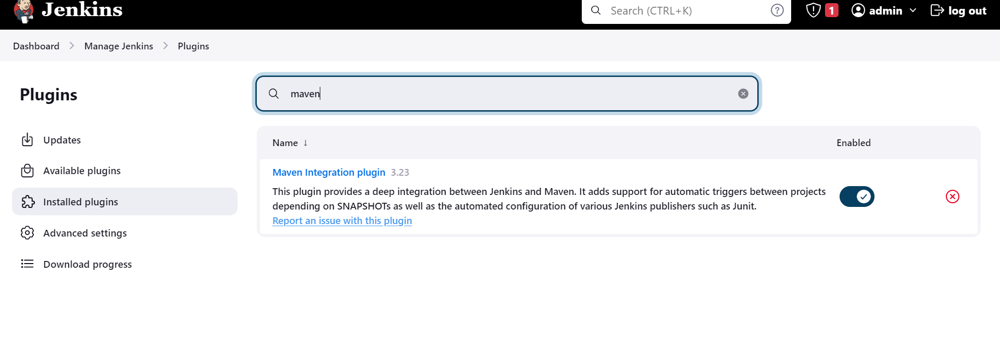 Jenkins
Search (CTRL+K)
?
1
admin
log out
Dashboard
Manage Jenkins
Plugins
Plugins
maven
Updates
Available plugins
Installed plugins
Advanced settings
Download progress
Name ↓
Enabled
Maven Integration plugin 3.23
This plugin provides a deep integration between Jenkins and Maven. It adds support for automatic triggers between projects
depending on SNAPSHOTs as well as the automated configuration of various Jenkins publishers such as Junit.
Report an issue with this plugin